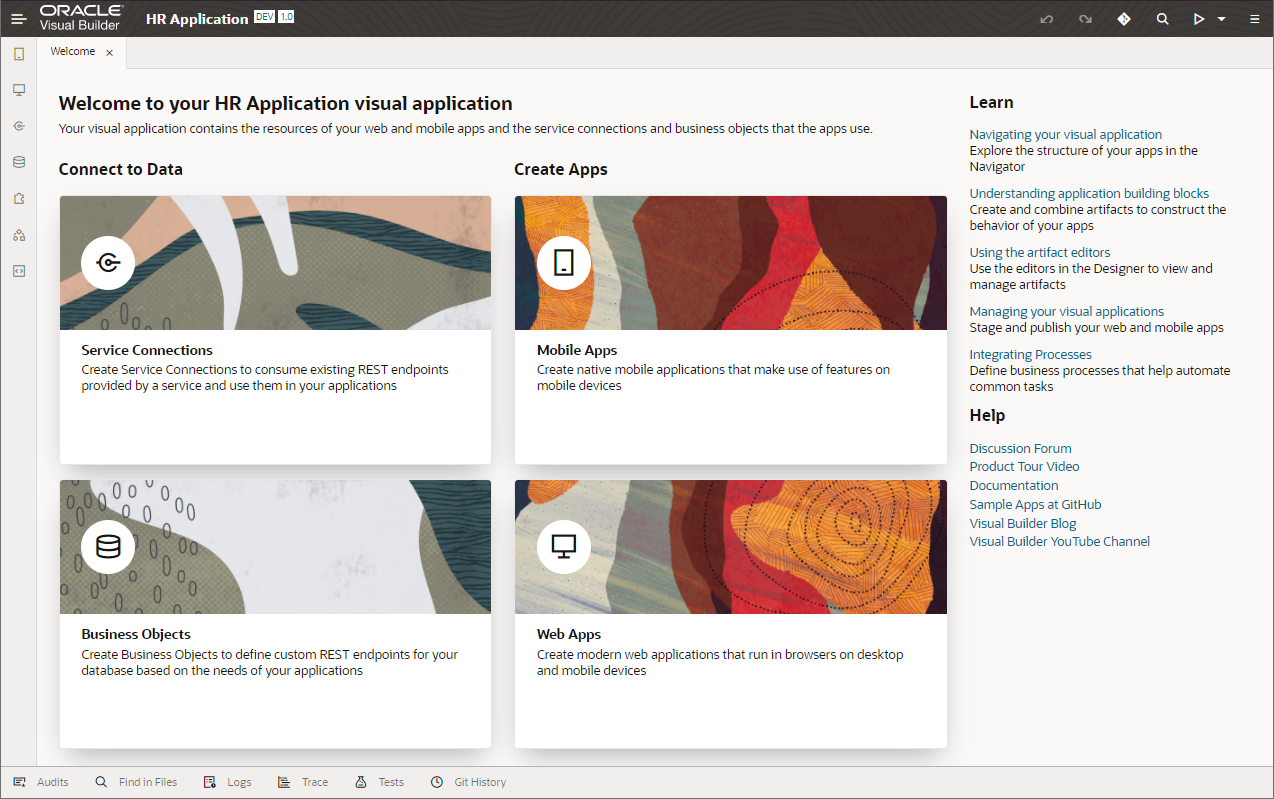 ORACLE
Visual Builder
HR Application DEV 1.0
Welcome
Welcome to your HR Application visual application
Your visual application contains the resources of your web and mobile apps and the service connections and business objects that the apps use.
Connect to Data
Service Connections
Create Service Connections to consume existing REST endpoints
provided by a service and use them in your applications
Business Objects
Create Business Objects to define custom REST endpoints for your
database based on the needs of your applications
Create Apps
Mobile Apps
Create native mobile applications that make use of features on
mobile devices
Web Apps
Create modern web applications that run in browsers on desktop
and mobile devices
Learn
Navigating your visual application
Explore the structure of your apps in the
Navigator
Understanding application building blocks
Create and combine artifacts to construct the
behavior of your apps
Using the artifact editors
Use the editors in the Designer to view and
manage artifacts
Managing your visual applications
Stage and publish your web and mobile apps
Integrating Processes
Define business processes that help automate
common tasks
Help
Discussion Forum
Product Tour Video
Documentation
Sample Apps at GitHub
Visual Builder Blog
Visual Builder YouTube Channel
Audits Find in Files Logs Trace Tests Git History